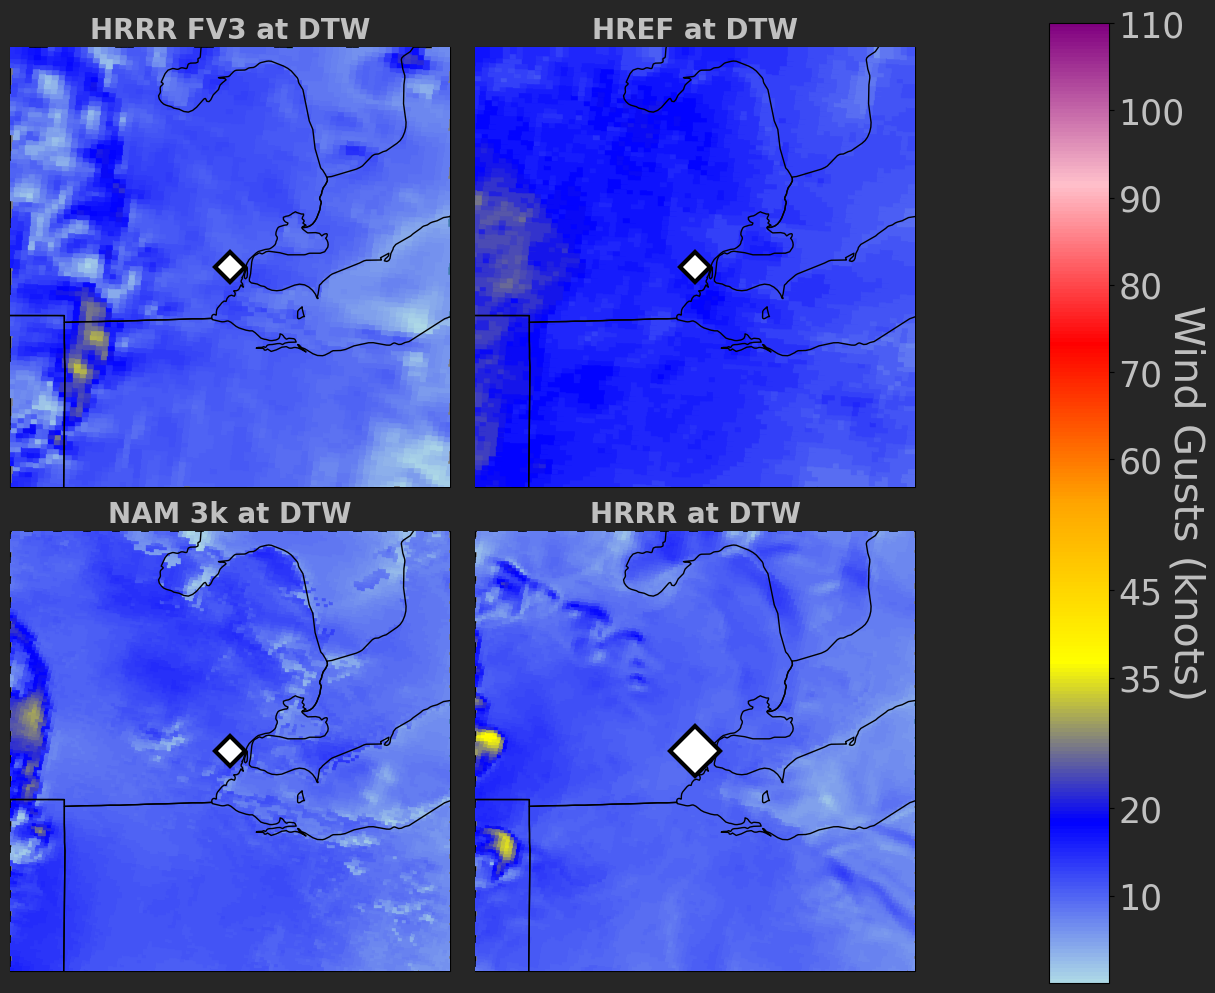 HRRR FV3 at DTW
HREF at DTW
NAM 3k at DTW
HRRR at DTW
110
100
90
80
70
60
45
35
20
10
Wind Gusts (knots)